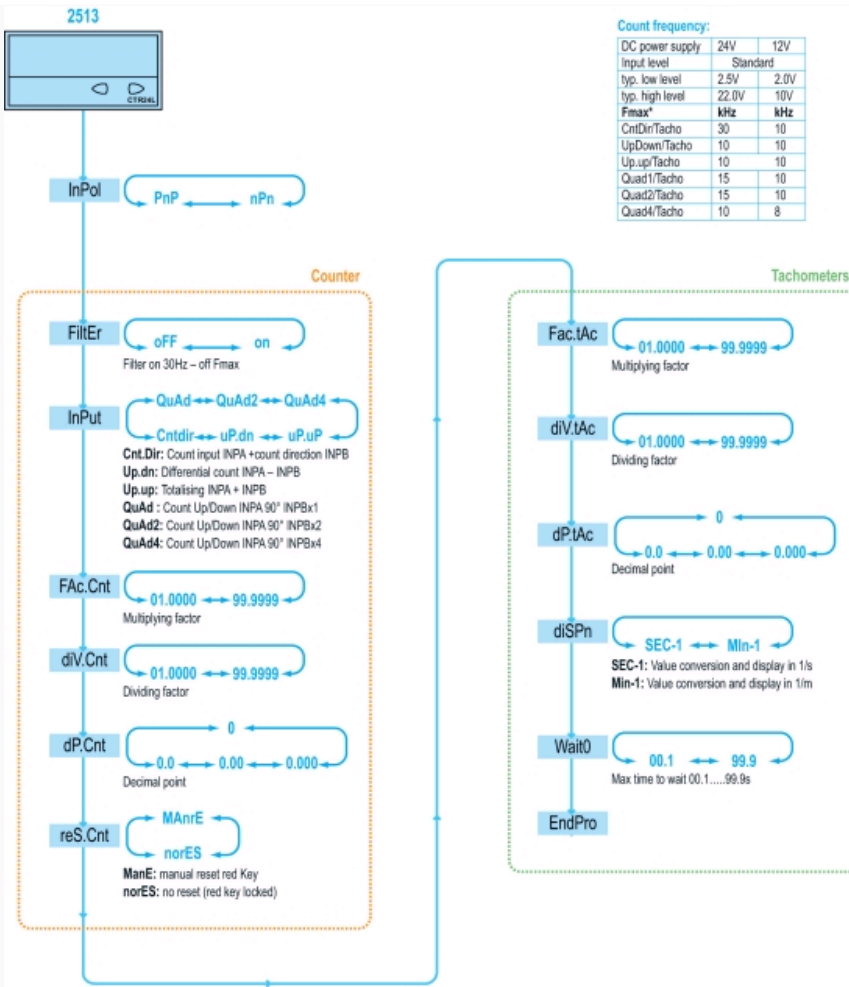 2513
CTR24L
Count frequency:
DC power supply 24V 12V
Input level Standard
typ. low level 2.5V 2.0V
typ. high level 22.0V 10V
Fmax* kHz kHz
CntDir/Tacho 30 10
UpDown/Tacho 10 10
Up.up/Tacho 10 10
Quad1/Tacho 15 10
Quad2/Tacho 15 10
Quad4/Tacho 10 8
InPol
PnP nPn
Counter
FiltEr
oFF on
Filter on 30Hz – off Fmax
InPut
QuAd QuAd2 QuAd4
Cntdir uP.dn uP.uP
Cnt.Dir: Count input INPA +count direction INPB
Up.dn: Differential count INPA – INPB
Up.up: Totalising INPA + INPB
QuAd : Count Up/Down INPA 90° INPBx1
QuAd2: Count Up/Down INPA 90° INPBx2
QuAd4: Count Up/Down INPA 90° INPBx4
FAc.Cnt
01.0000 99.9999
Multiplying factor
diV.Cnt
01.0000 99.9999
Dividing factor
dP.Cnt
0
0.0 0.00 0.000
Decimal point
reS.Cnt
MAnrE
norES
ManE: manual reset red Key
norES: no reset (red key locked)
Tachometers
Fac.tAc
01.0000 99.9999
Multiplying factor
diV.tAc
01.0000 99.9999
Dividing factor
dP.tAc
0
0.0 0.00 0.000
Decimal point
diSPn
SEC-1 MIn-1
SEC-1: Value conversion and display in 1/s
Min-1: Value conversion and display in 1/m
Wait0
00.1 99.9
Max time to wait 00.1.....99.9s
EndPro